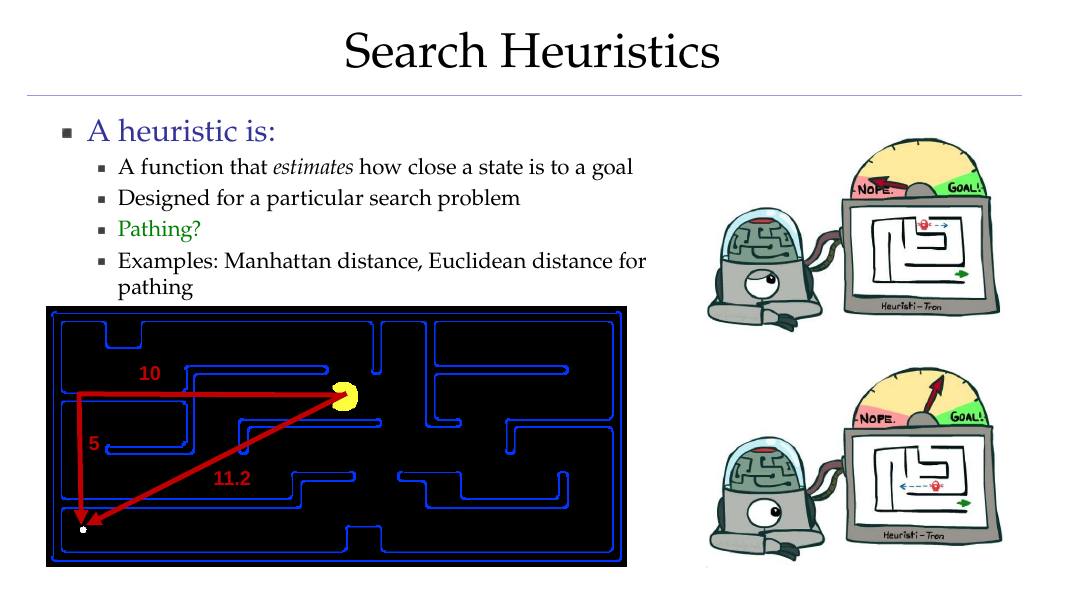 Search Heuristics
A heuristic is:
A function that estimates how close a state is to a goal
Designed for a particular search problem
Pathing?
Examples: Manhattan distance, Euclidean distance for
pathing
10
5
11.2
NOPE.
GOAL!
Heuristi-Tron
NOPE.
GOAL!
Heuristi-Tron